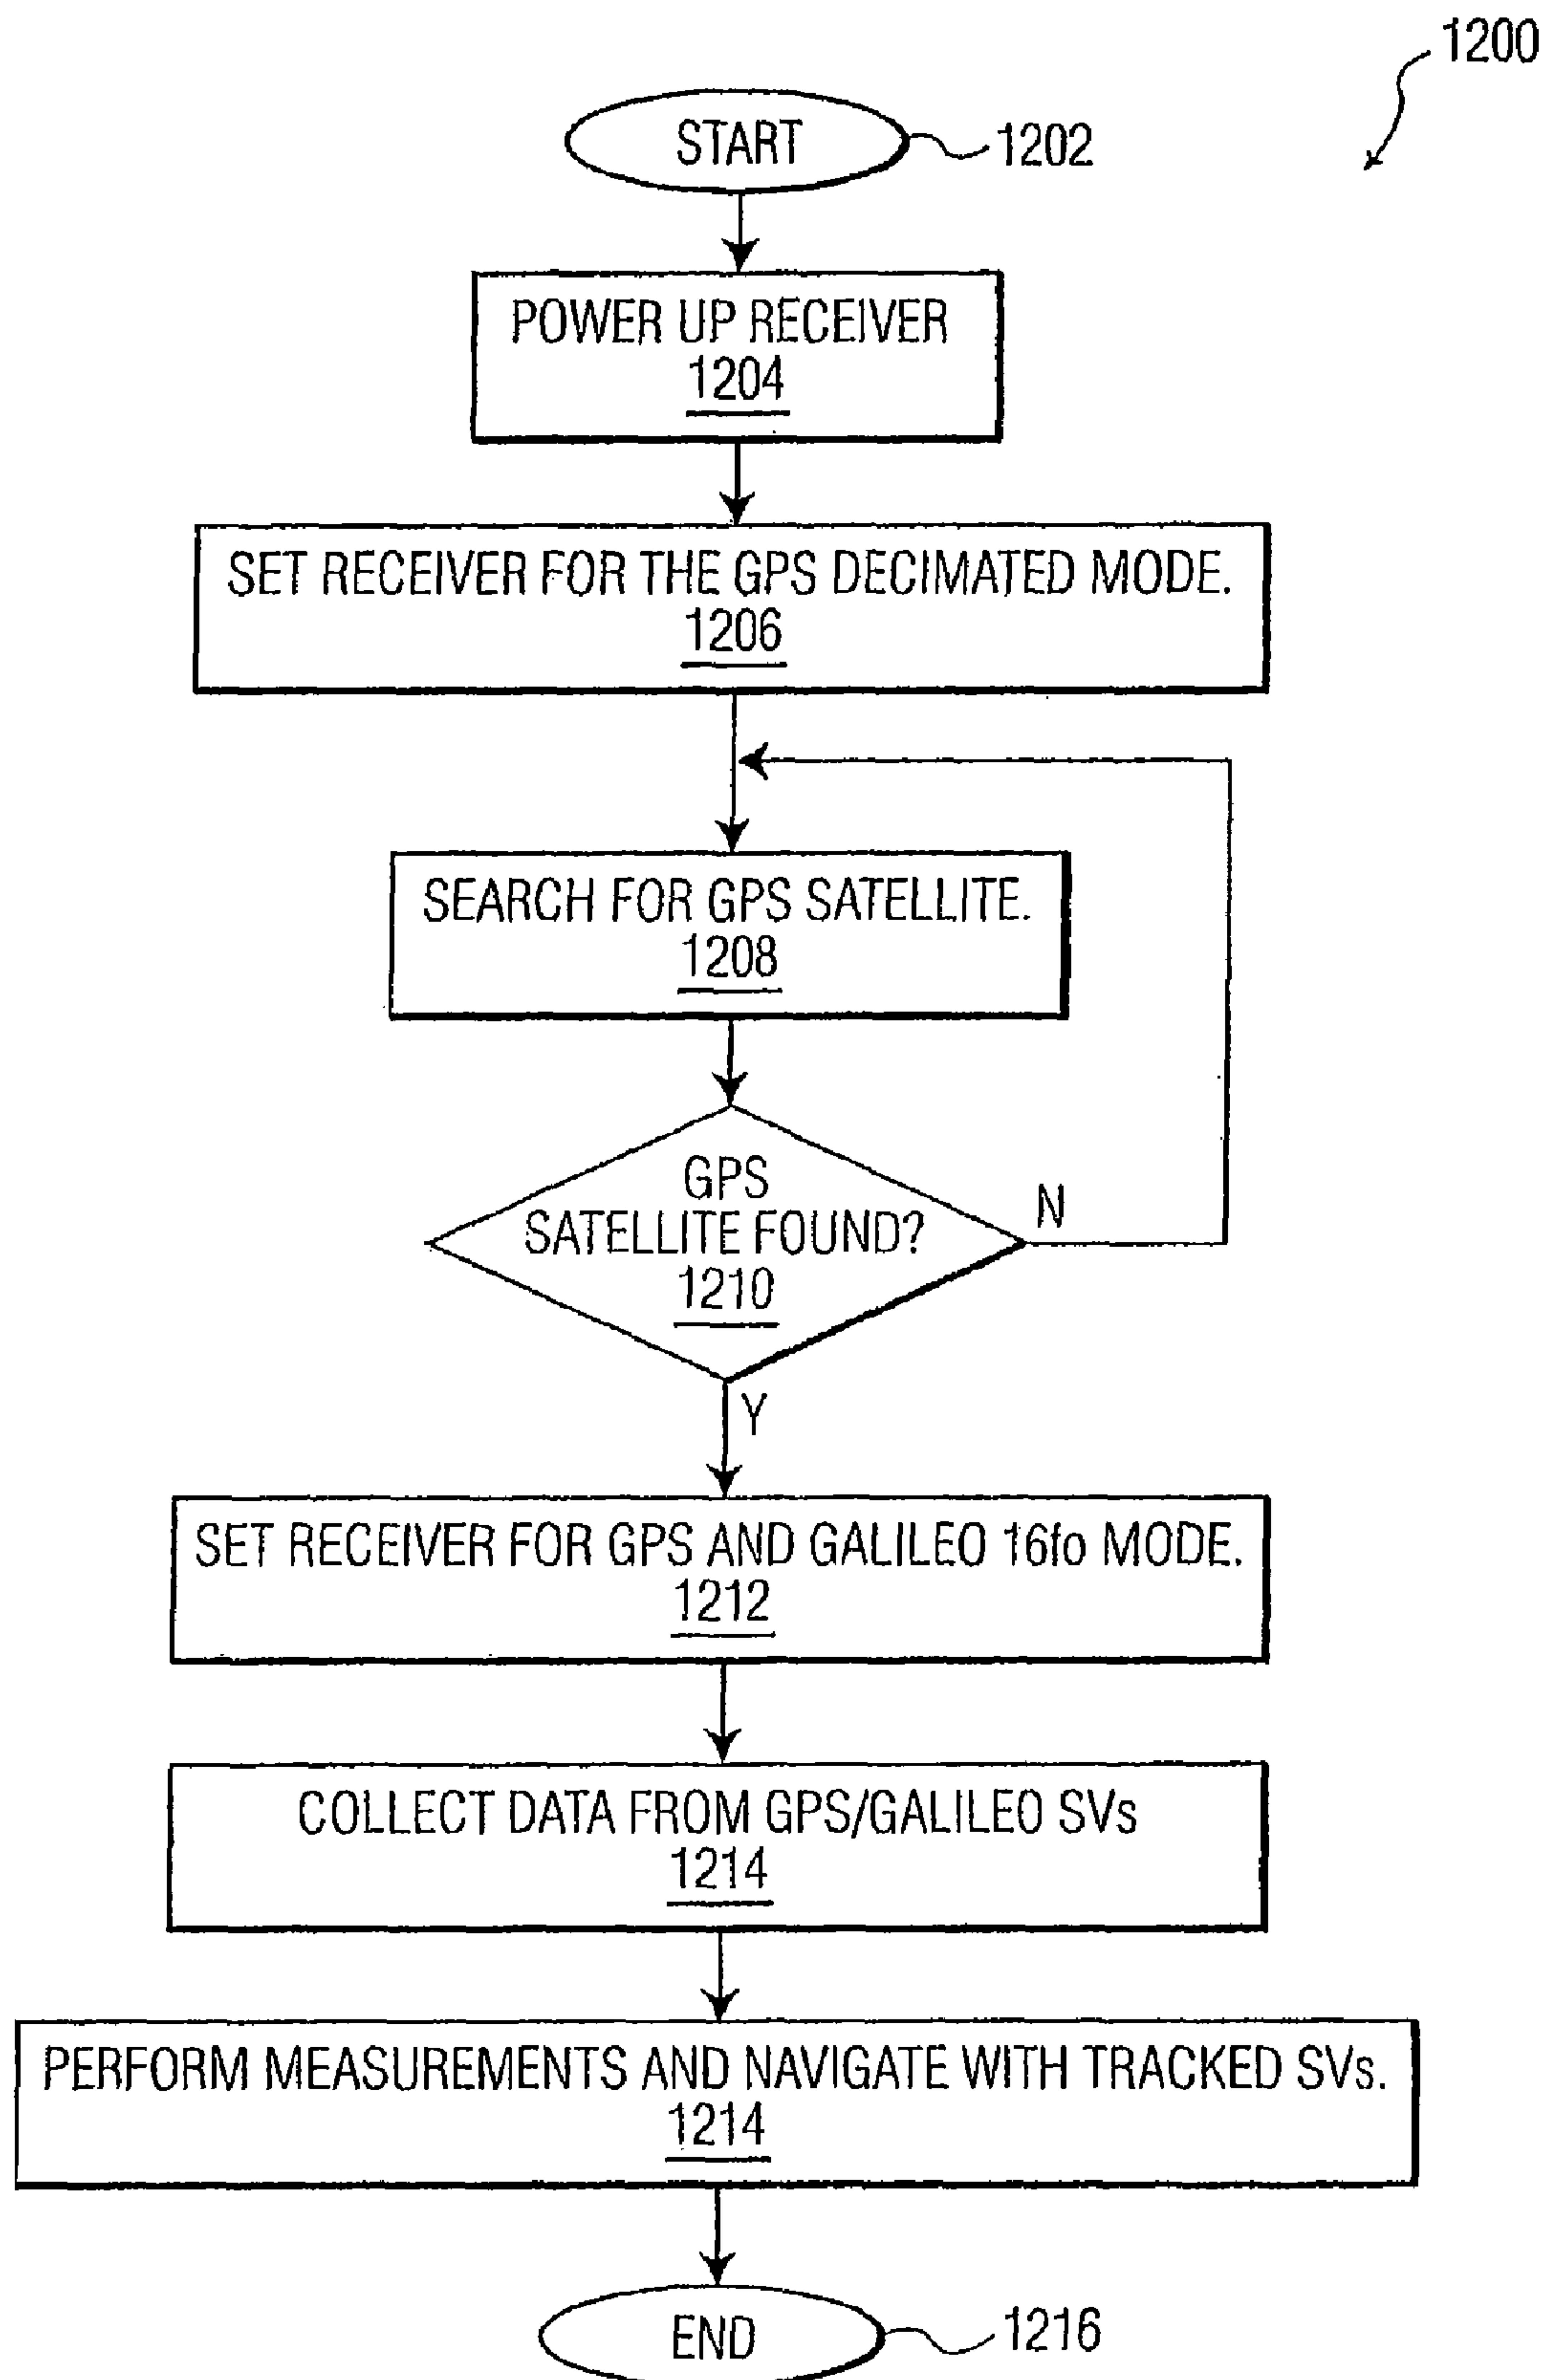 1200
START
1202
POWER UP RECEIVER
1204
SET RECEIVER FOR THE GPS DECIMATED MODE.
1206
SEARCH FOR GPS SATELLITE.
1208
GPS
SATELLITE FOUND?
1210
N
Y
SET RECEIVER FOR GPS AND GALILEO 16fo MODE.
1212
COLLECT DATA FROM GPS/GALILEO SVs
1214
PERFORM MEASUREMENTS AND NAVIGATE WITH TRACKED SVs.
1214
END
1216